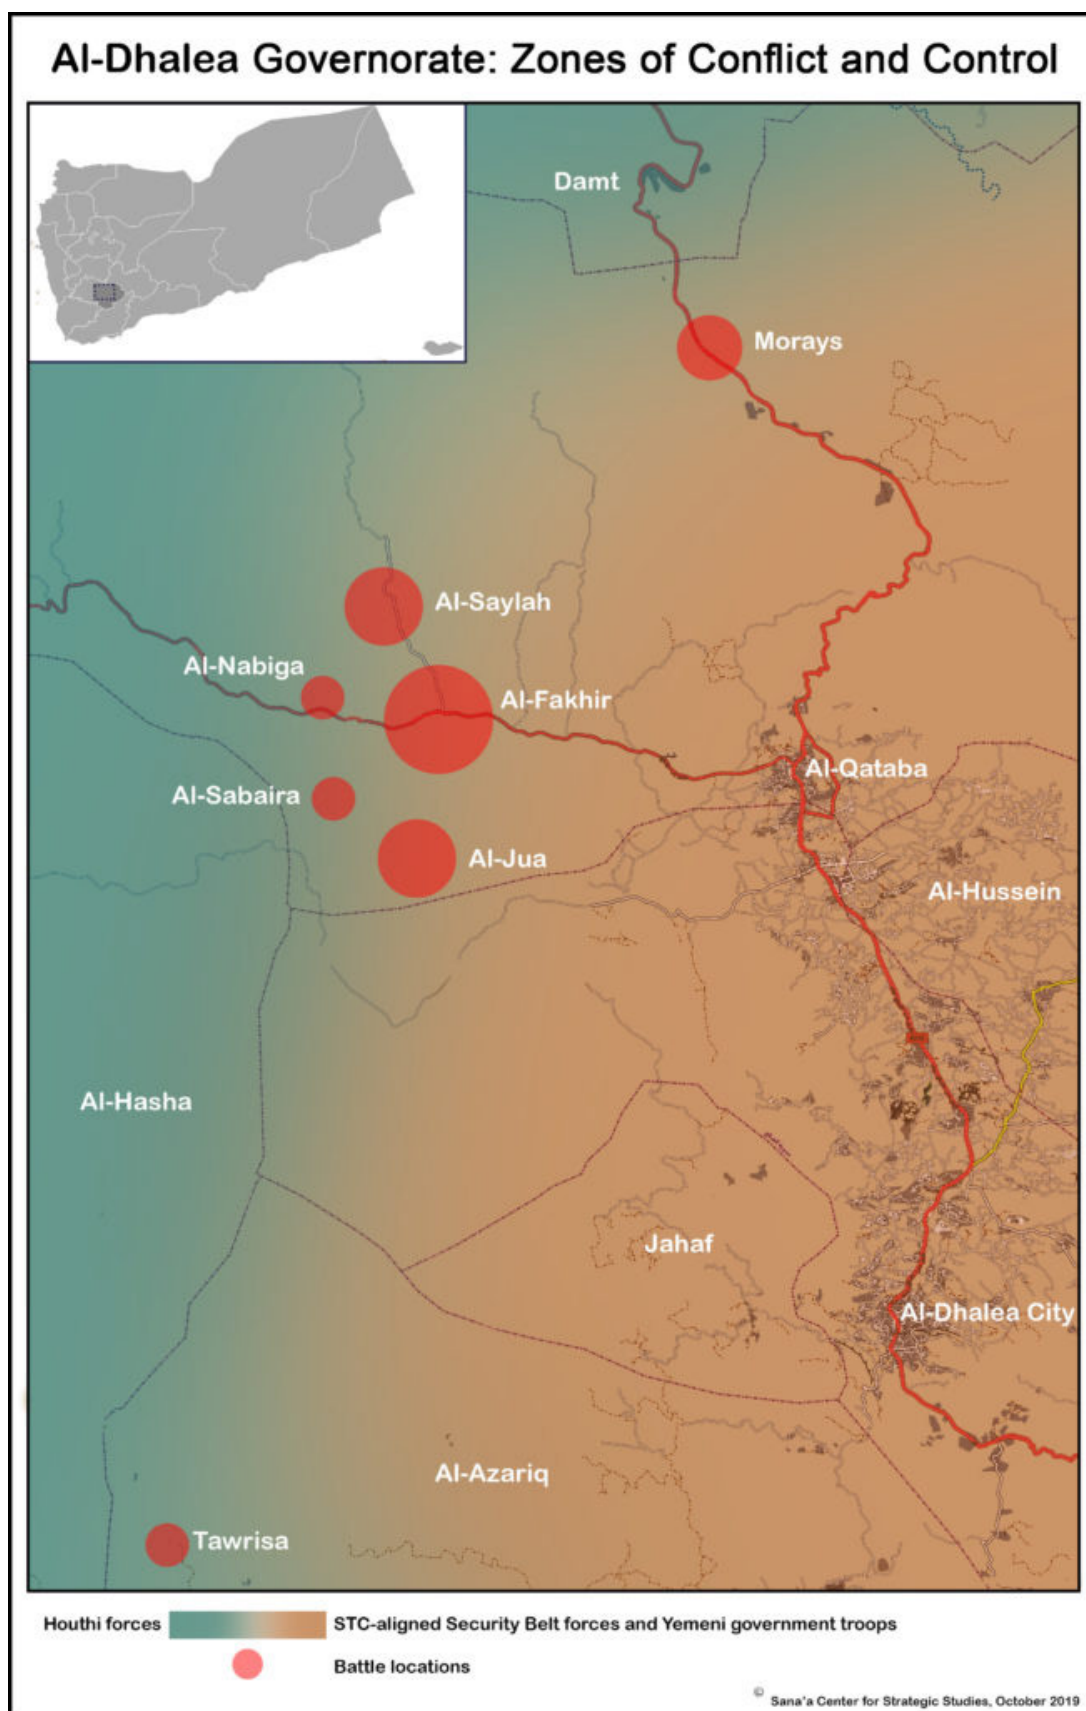 Al-Dhalea Governorate: Zones of Conflict and Control
Damt
Morays
Al-Saylah
Al-Nabiga
Al-Fakhir
Al-Qataba
Al-Sabaira
Al-Jua
Al-Hussein
Al-Hasha
Jahaf
Al-Dhalea City
Al-Azariq
Tawrisa
Houthi forces
STC-aligned Security Belt forces and Yemeni government troops
Battle locations
© Sana'a Center for Strategic Studies, October 2019